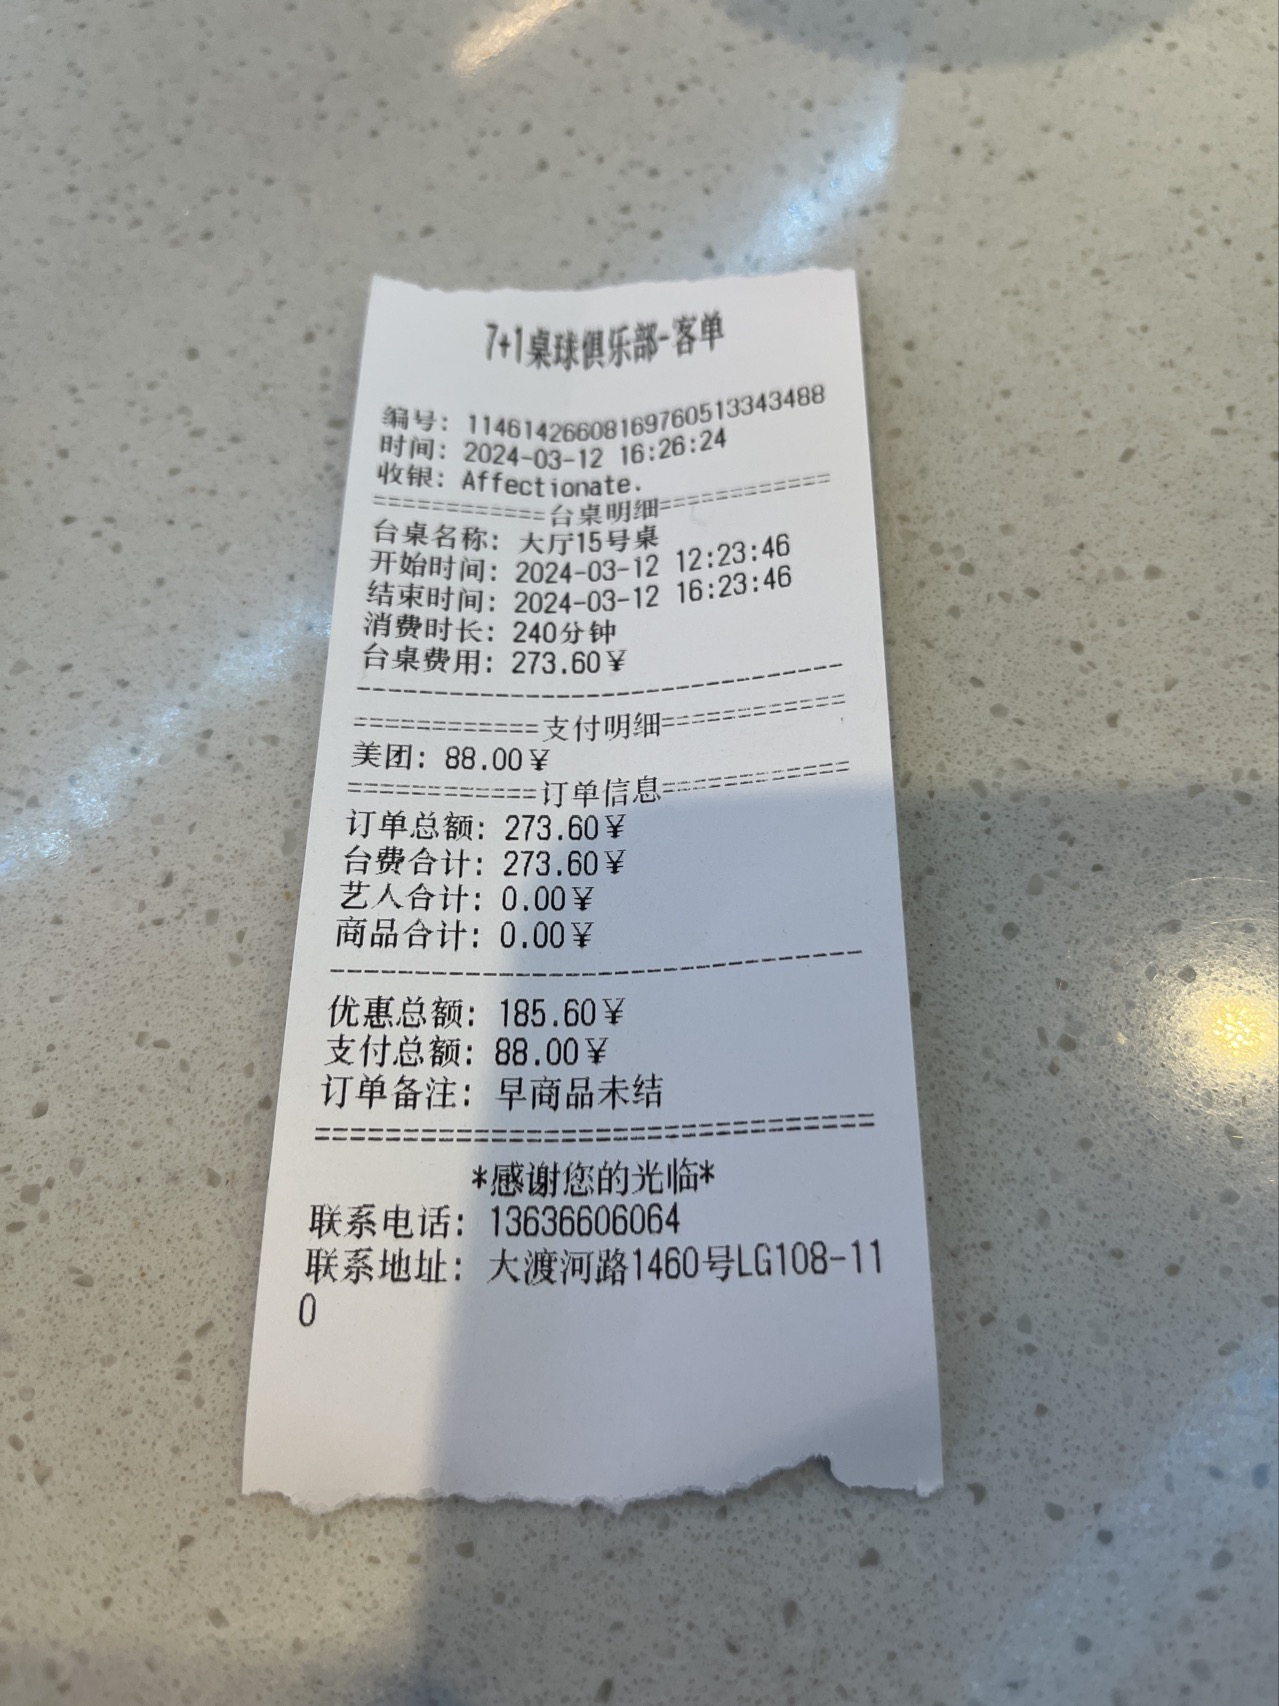 7+1桌球俱乐部-客单
编号: 1146142660816976051334​3488
时间: 2024-03-12 16:26:24
收银: Affectionate.
============台桌明细============
台桌名称: 大厅15号桌
开始时间: 2024-03-12 12:23:46
结束时间: 2024-03-12 16:23:46
消费时长: 240分钟
台桌费用: 273.60¥
--------------------------------
============支付明细============
美团: 88.00¥
============订单信息============
订单总额: 273.60¥
台费合计: 273.60¥
艺人合计: 0.00¥
商品合计: 0.00¥
--------------------------------
优惠总额: 185.60¥
支付总额: 88.00¥
订单备注: 早商品未结
================================
*感谢您的光临*
联系电话: 13636606064
联系地址: 大渡河路1460号LG108-11
0